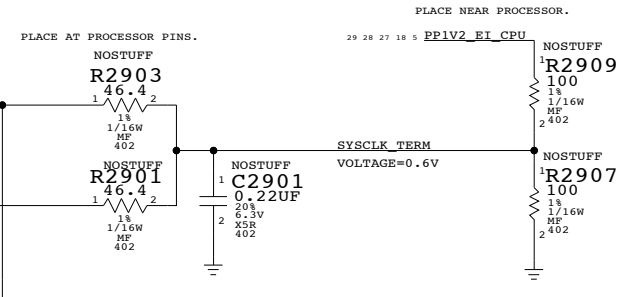 PLACE NEAR PROCESSOR.
PLACE AT PROCESSOR PINS.
29 28 27 18 5 PP1V2_EI_CPU
NOSTUFF
R2903
46.4
1 2
1%
1/16W
MF
402
NOSTUFF
1 R2909
100
1%
1/16W
MF
2 402
SYSCLK_TERM
VOLTAGE=0.6V
NOSTUFF
R2901
46.4
1 2
1%
1/16W
MF
402
NOSTUFF
1 C2901
0.22UF
20%
6.3V
2 X5R
402
NOSTUFF
1 R2907
100
1%
1/16W
MF
2 402